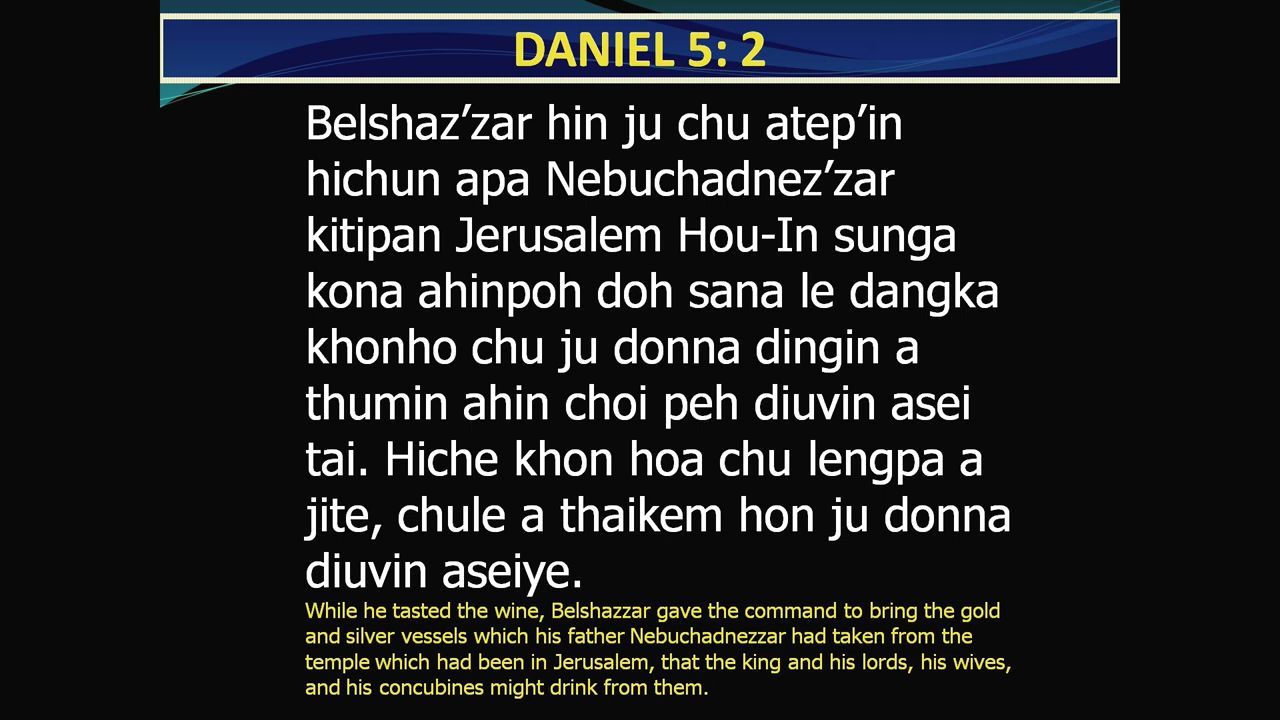 DANIEL 5: 2
Belshaz’zar hin ju chu atep’in
hichun apa Nebuchadnez’zar
kitipan Jerusalem Hou-In sunga
kona ahinpoh doh sana le dangka
khonho chu ju donna dingin a
thumin ahin choi peh diuvin asei
tai. Hiche khon hoa chu lengpa a
jite, chule a thaikem hon ju donna
diuvin aseiye.
While he tasted the wine, Belshazzar gave the command to bring the gold
and silver vessels which his father Nebuchadnezzar had taken from the
temple which had been in Jerusalem, that the king and his lords, his wives,
and his concubines might drink from them.